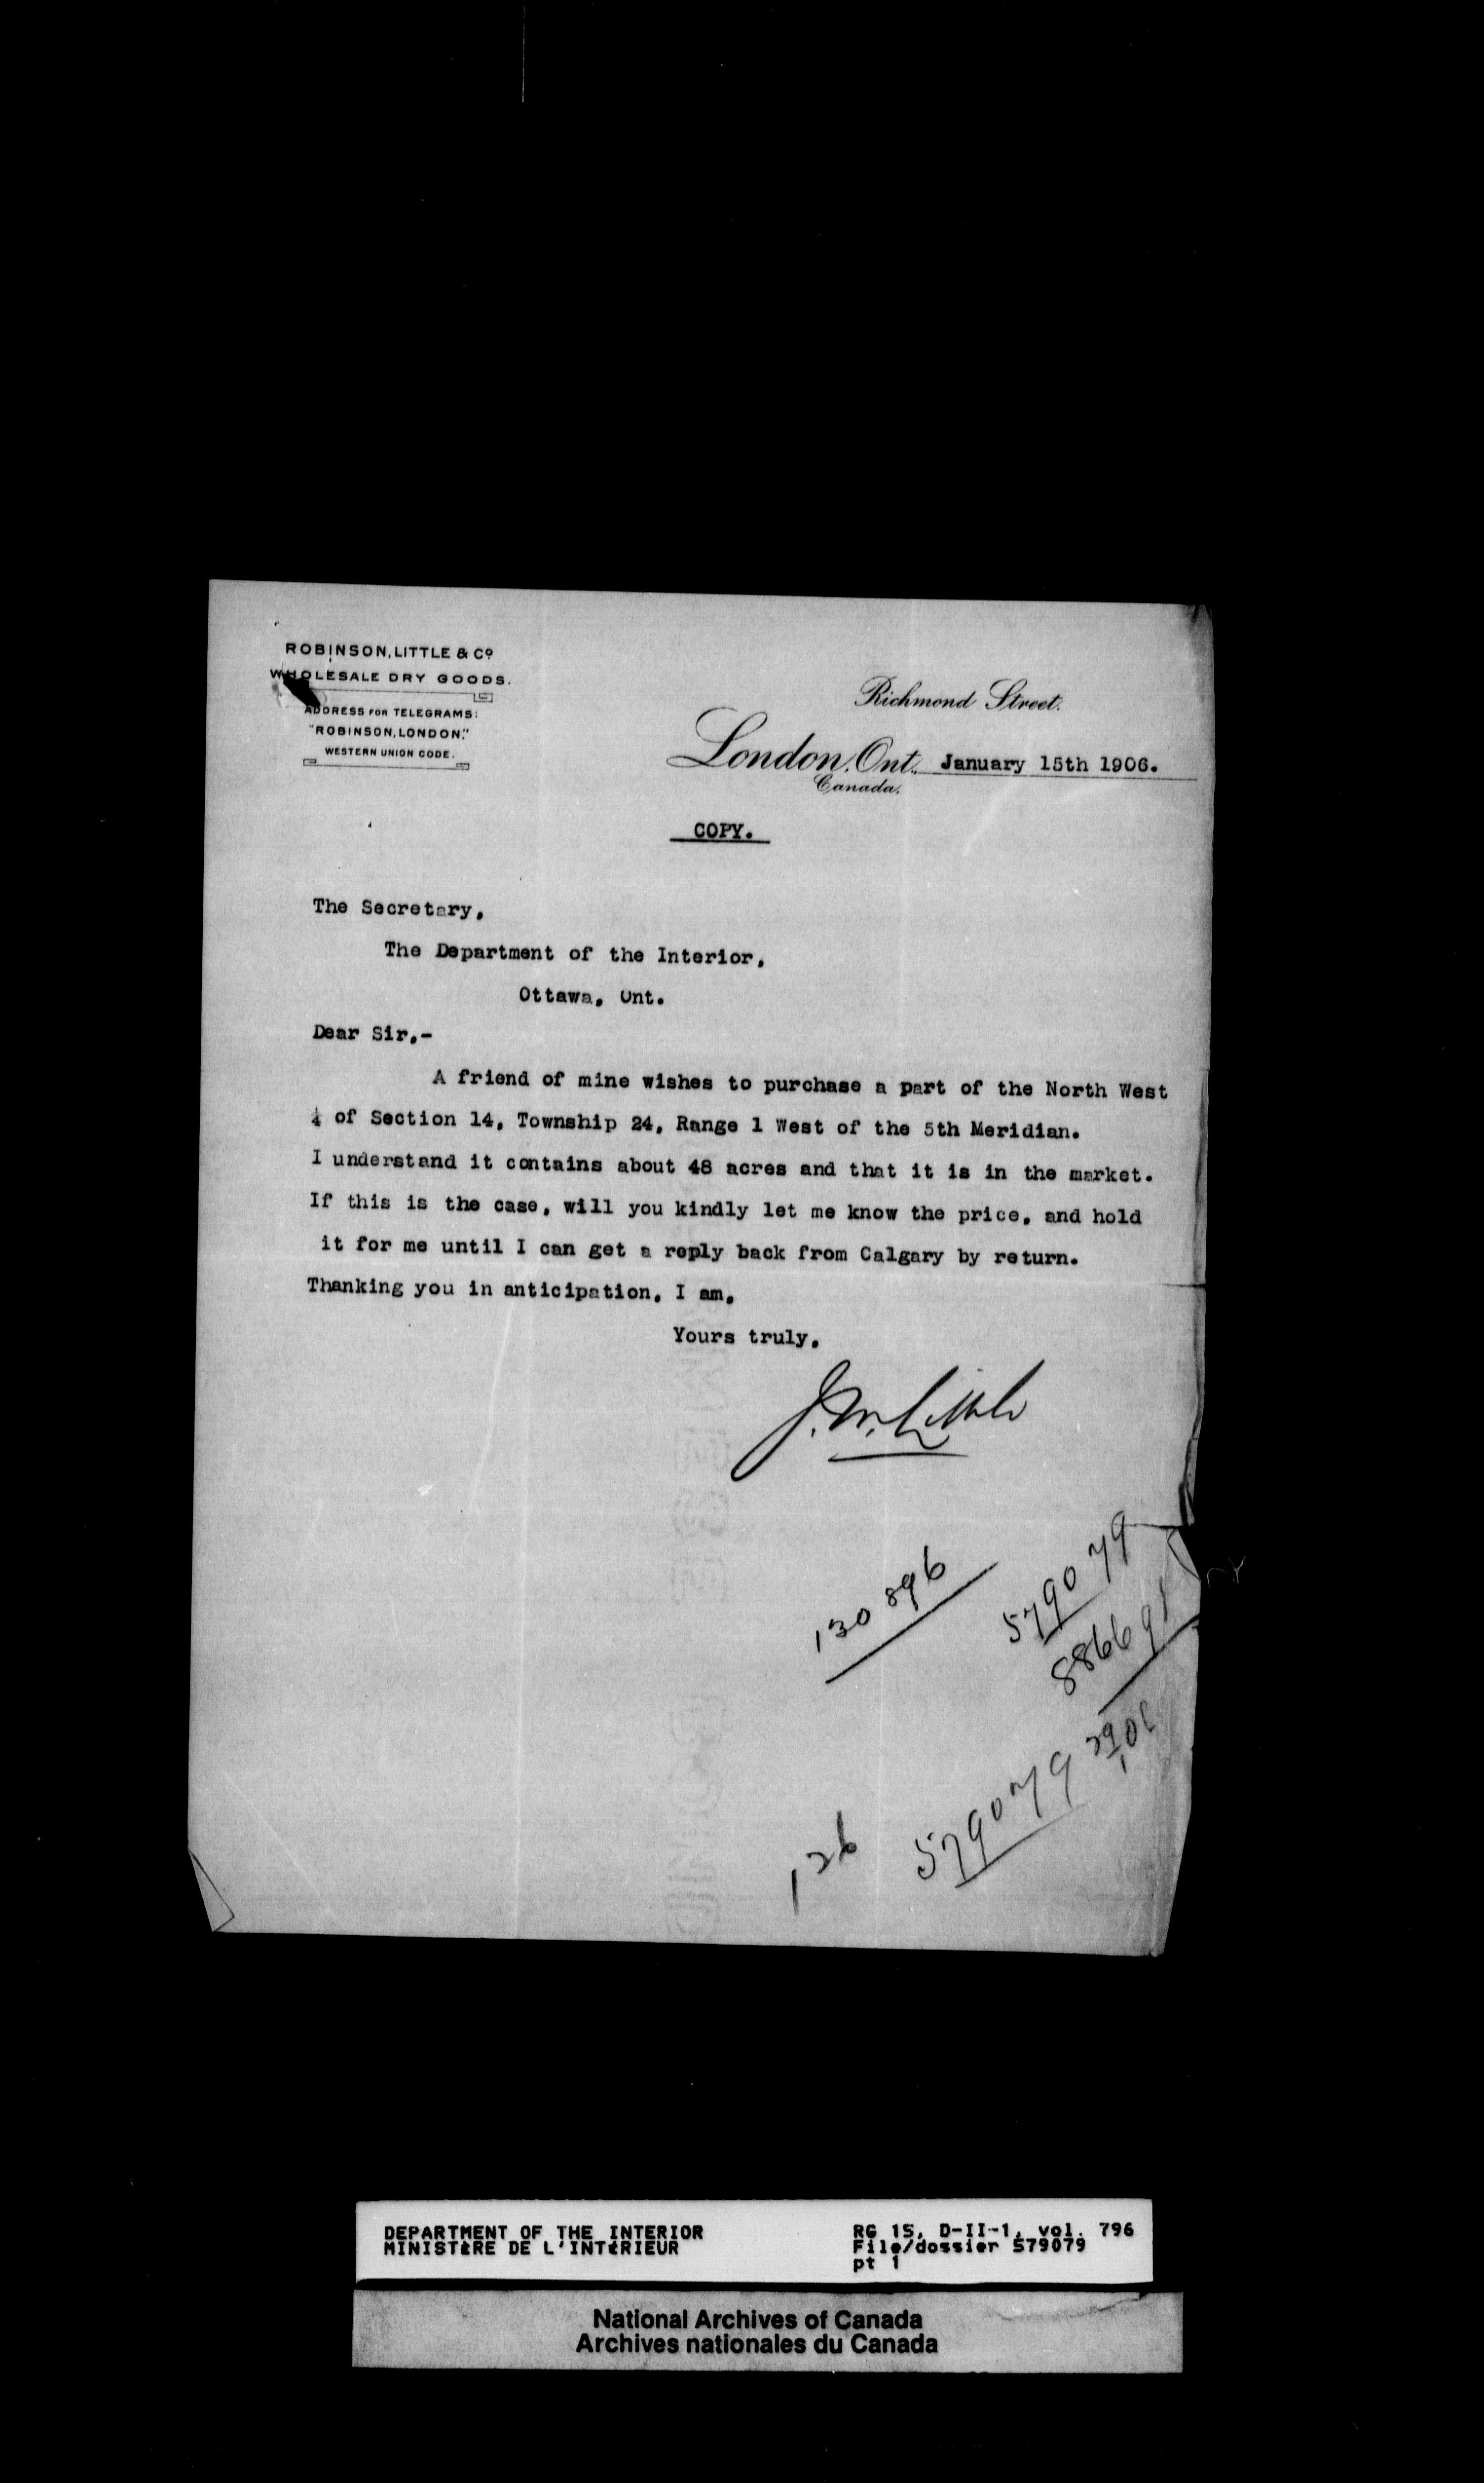 ROBINSON, LITTLE & Co
WHOLESALE DRY GOODS.
ADDRESS FOR TELEGRAMS:
"ROBINSON, LONDON."
WESTERN UNION CODE.
Richmond Street.
London, Ont., January 15th 1906.
Canada.
COPY.
The Secretary,
The Department of the Interior,
Ottawa, Ont.
Dear Sir,-
A friend of mine wishes to purchase a part of the North West
¼ of Section 14, Township 24, Range 1 West of the 5th Meridian.
I understand it contains about 48 acres and that it is in the market.
If this is the case, will you kindly let me know the price, and hold
it for me until I can get a reply back from Calgary by return.
Thanking you in anticipation, I am,
Yours truly,
J.W. Little
130896
579079
579079
126
DEPARTMENT OF THE INTERIOR
MINISTÈRE DE L'INTÉRIEUR
RG 15, D-II-1, vol. 796
File/dossier 579079
pt 1
National Archives of Canada
Archives nationales du Canada